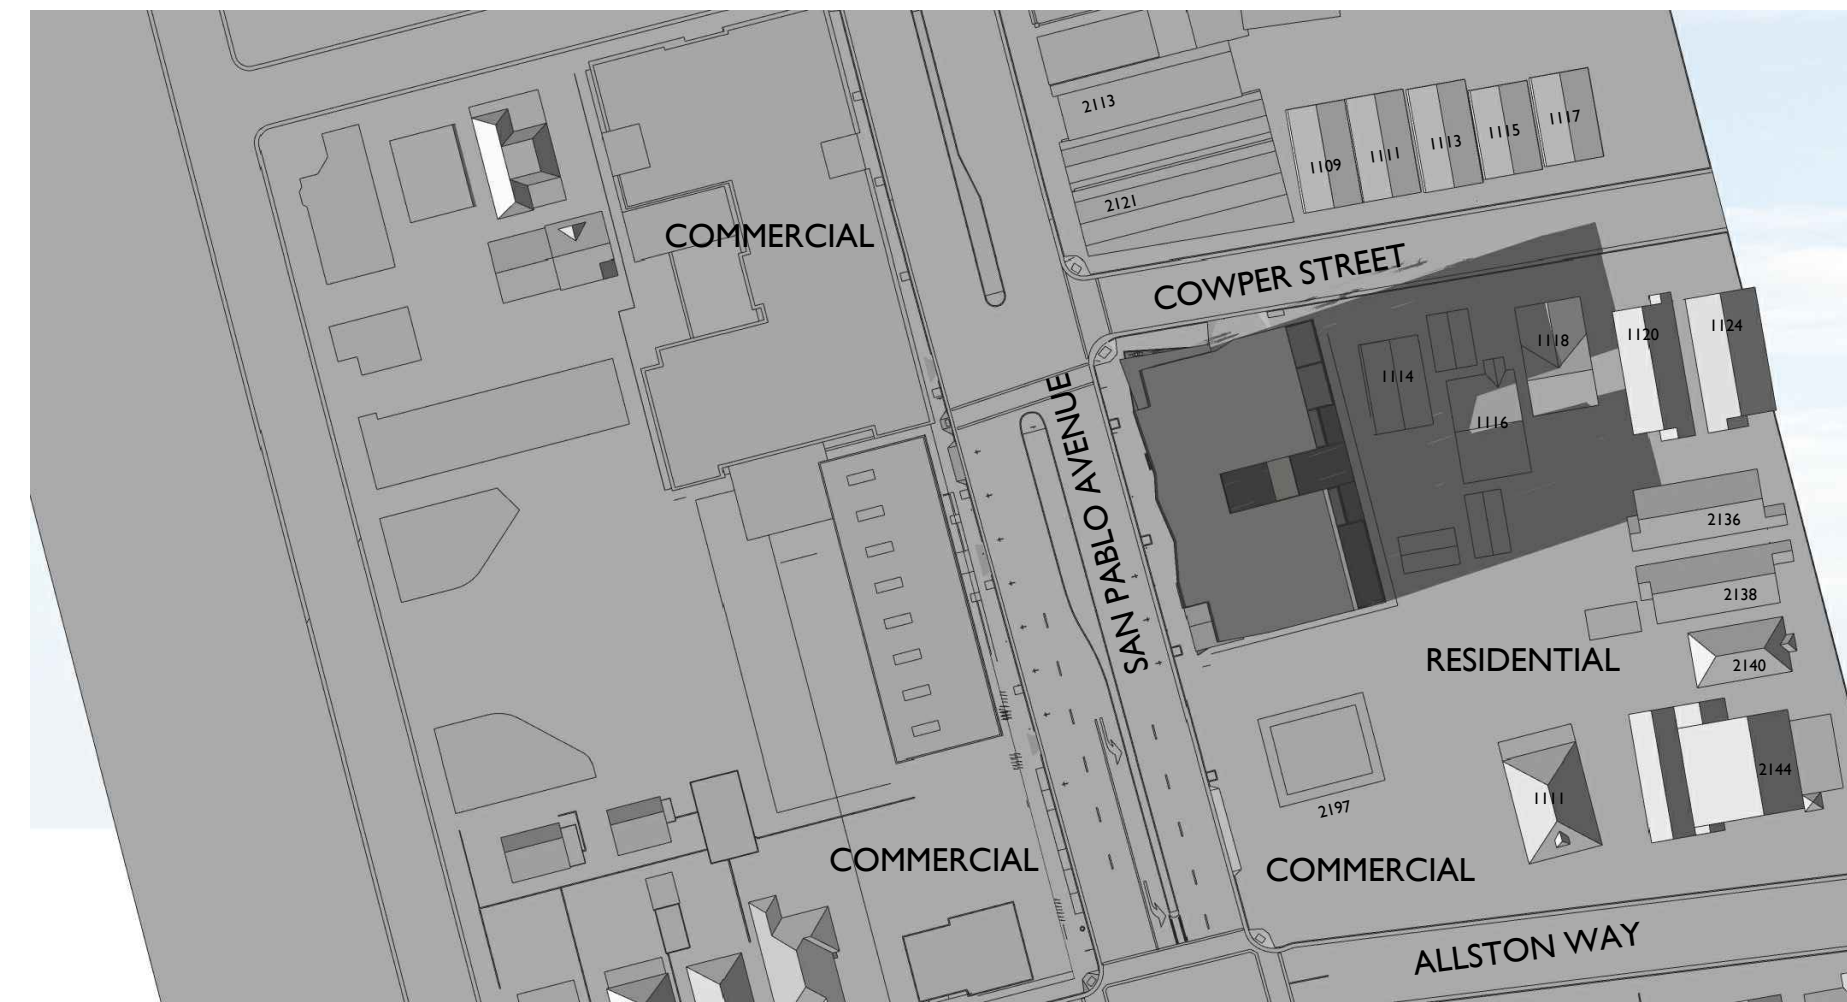 2113
1117
1115
1113
1111
1109
2121
COMMERCIAL
COWPER STREET
1124
1120
1118
1114
1116
SAN PABLO AVENUE
2136
2138
RESIDENTIAL
2140
2144
1111
2197
COMMERCIAL
COMMERCIAL
ALLSTON WAY